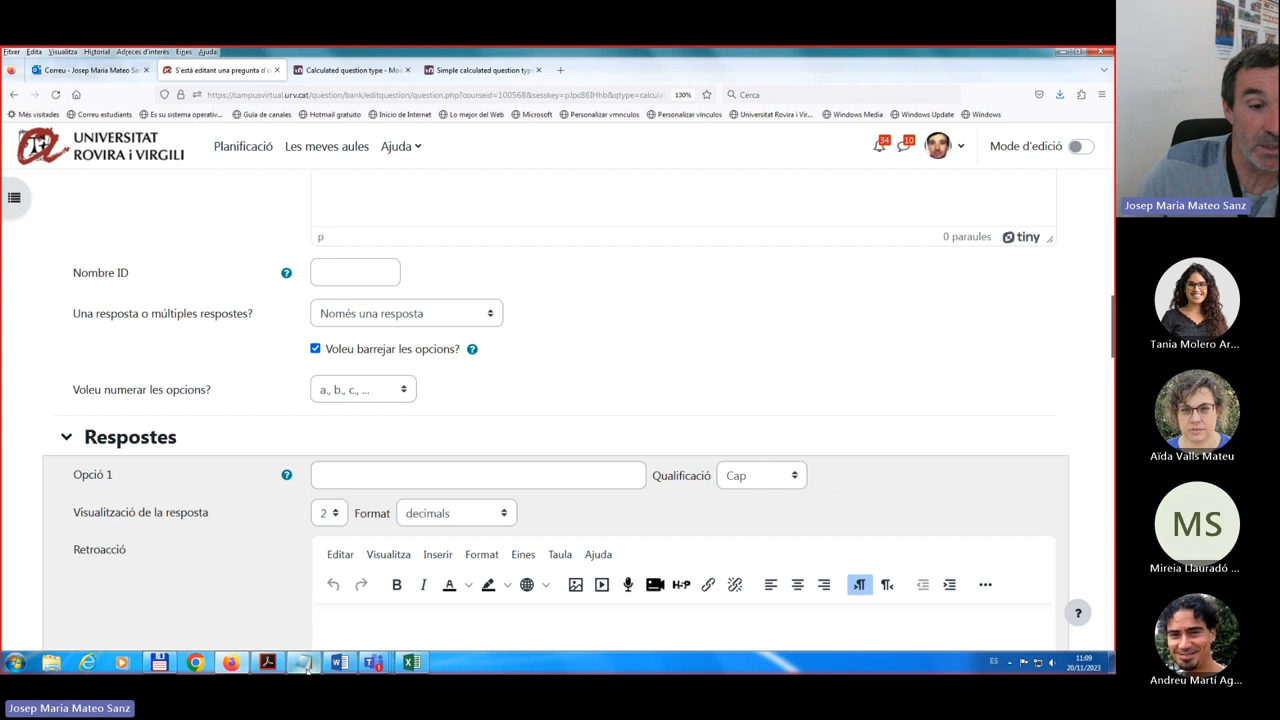 Fitxer Edita Visualitza Historial Adreces d'interès Eines Ajuda
Correu - Josep Maria Mateo Sa
S'està editant una pregunta d'e
Calculated question type - Moo
Simple calculated question typ
https://campusvirtual.urv.cat/question/bank/editquestion/question.php?courseid=100568&sesskey=
130%
Cerca
Més visitades Correu estudiants Es su sistema operativ... Guía de canales Hotmail gratuito Inicio de Internet Lo mejor del Web Microsoft Personalizar vmnculos Personalizar vínculos Universitat Rovira i Vir... Windows Media Windows Update Windows
UNIVERSITAT
ROVIRA i VIRGILI
Planificació Les meves aules Ajuda
34
10
Mode d'edició
p
0 paraules
tiny
Nombre ID
Una resposta o múltiples respostes?
Només una resposta
Voleu barrejar les opcions?
Voleu numerar les opcions?
a., b., c., ...
Respostes
Opció 1
Qualificació
Cap
Visualització de la resposta
2
Format
decimals
Retroacció
Editar Visualitza Inserir Format Eines Taula Ajuda
B I A H-P
?
ES
11:09
20/11/2023
Josep Maria Mateo Sanz
Tania Molero Ar...
Aïda Valls Mateu
MS
Mireia Llauradó ...
Andreu Martí Ag...
Josep Maria Mateo Sanz